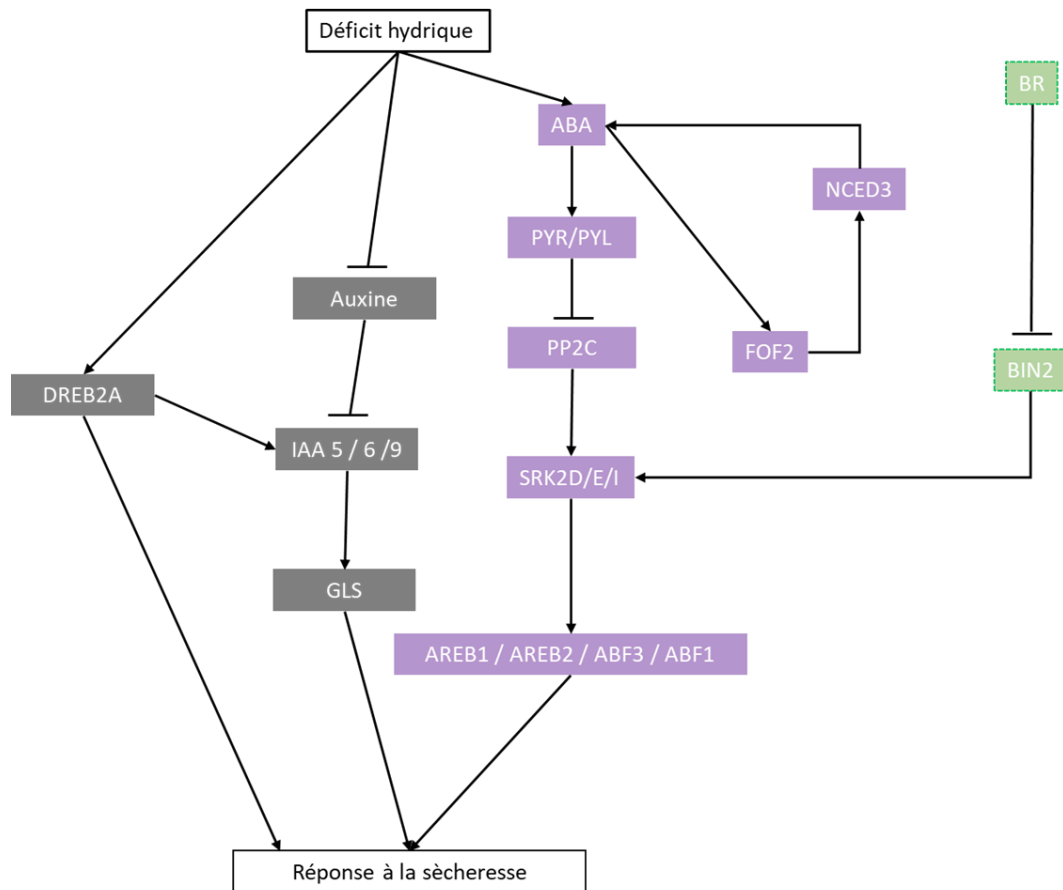 Déficit hydrique
BR
ABA
NCED3
PYR/PYL
Auxine
PP2C
FOF2
BIN2
DREB2A
IAA 5 / 6 /9
SRK2D/E/I
GLS
AREB1 / AREB2 / ABF3 / ABF1
Réponse à la sècheresse